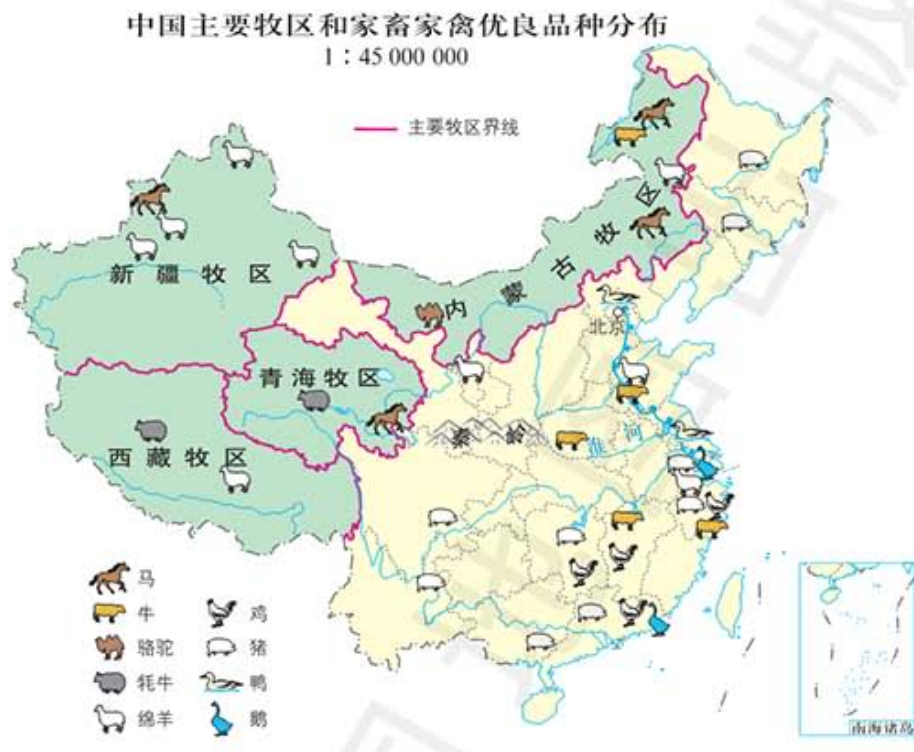 中国主要牧区和家畜家禽优良品种分布
1：45 000 000
主要牧区界线
内蒙古牧区
新疆牧区
北京
青海牧区
秦岭
淮河
西藏牧区
马
牛
鸡
骆驼
猪
牦牛
鸭
绵羊
鹅
南海诸岛